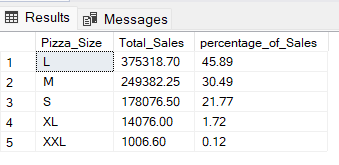 Results Messages
Pizza_Size Total_Sales percentage_of_Sales
1 L 375318.70 45.89
2 M 249382.25 30.49
3 S 178076.50 21.77
4 XL 14076.00 1.72
5 XXL 1006.60 0.12